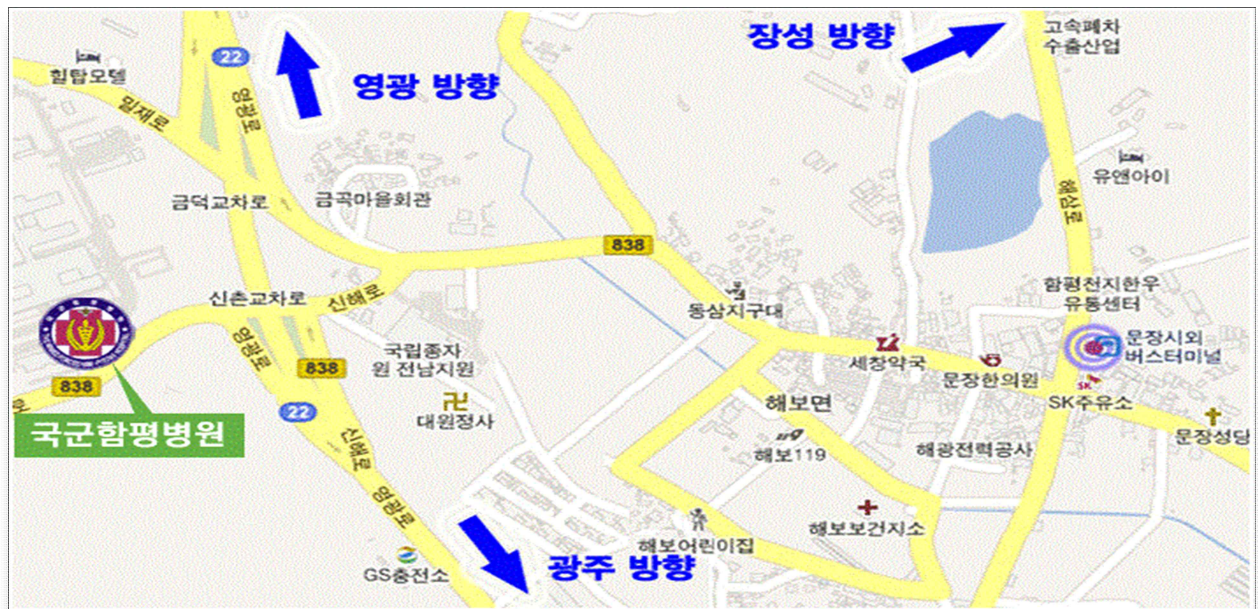 장성 방향
고속폐차
수출산업
22
영광 방향
힐탑모텔
밀재로
영광로
유앤아이
해삼로
금덕교차로
금곡마을회관
838
함평천지한우
유통센터
신촌교차로
신해로
동삼지구대
문장시외
버스터미널
영광로
국립종자
원 전남지원
838
세창약국
문장한의원
838
SK
SK주유소
22
대원정사
해보면
국군함평병원
신해로
해보119
해광전력공사
문장성당
영광로
해보보건지소
해보어린이집
GS충전소
광주 방향